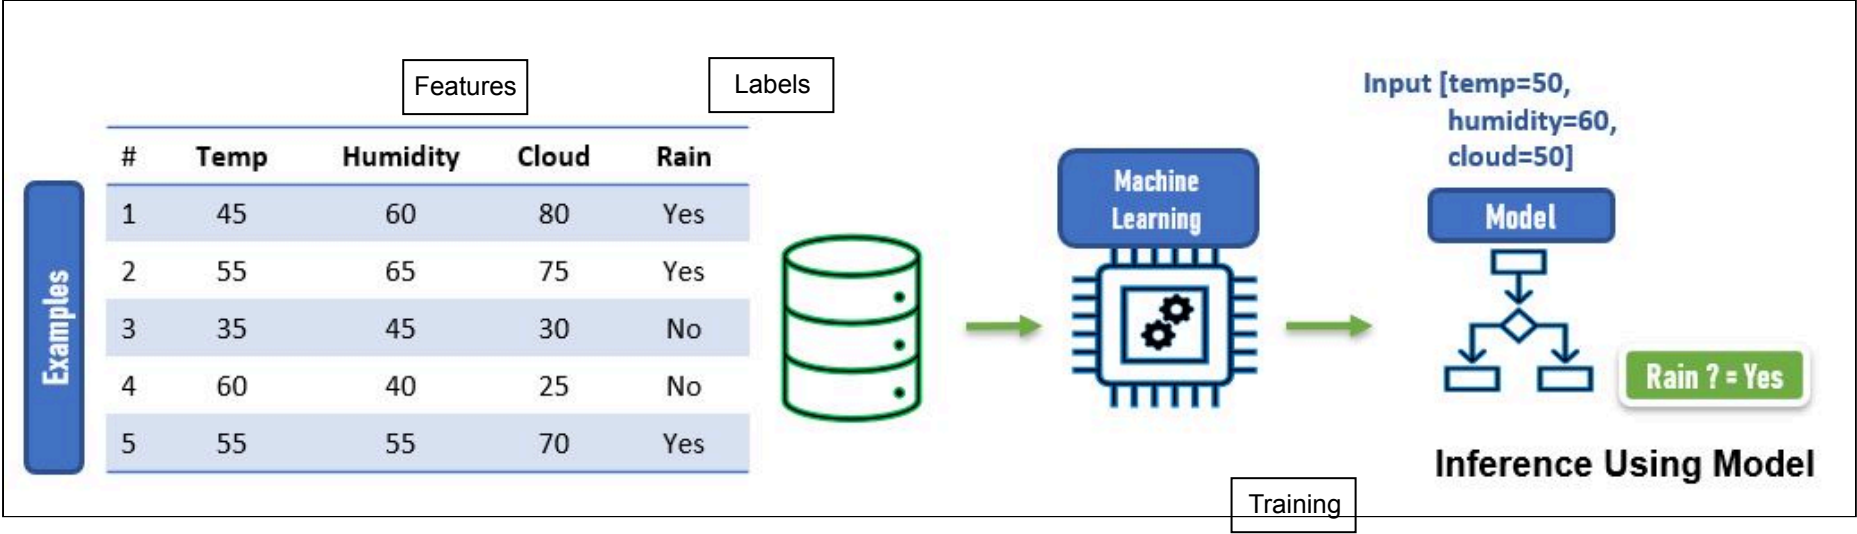 Features
Labels
# Temp Humidity Cloud Rain
1 45 60 80 Yes
2 55 65 75 Yes
3 35 45 30 No
4 60 40 25 No
5 55 55 70 Yes
Examples
Machine
Learning
Input [temp=50,
humidity=60,
cloud=50]
Model
Rain ? = Yes
Inference Using Model
Training